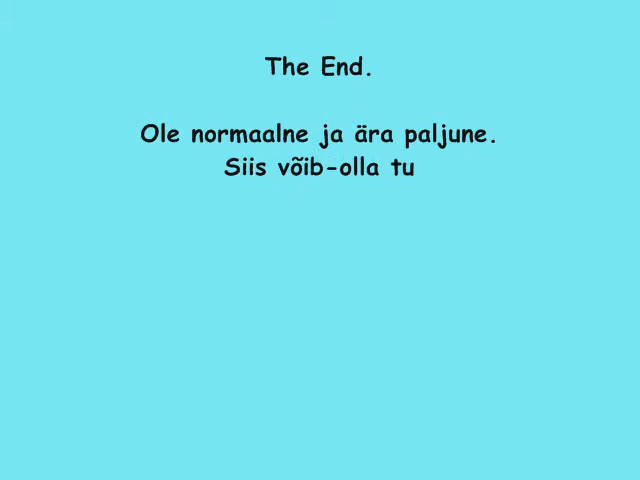 The End.
Ole normaalne ja ära paljune.
Siis võib-olla tu